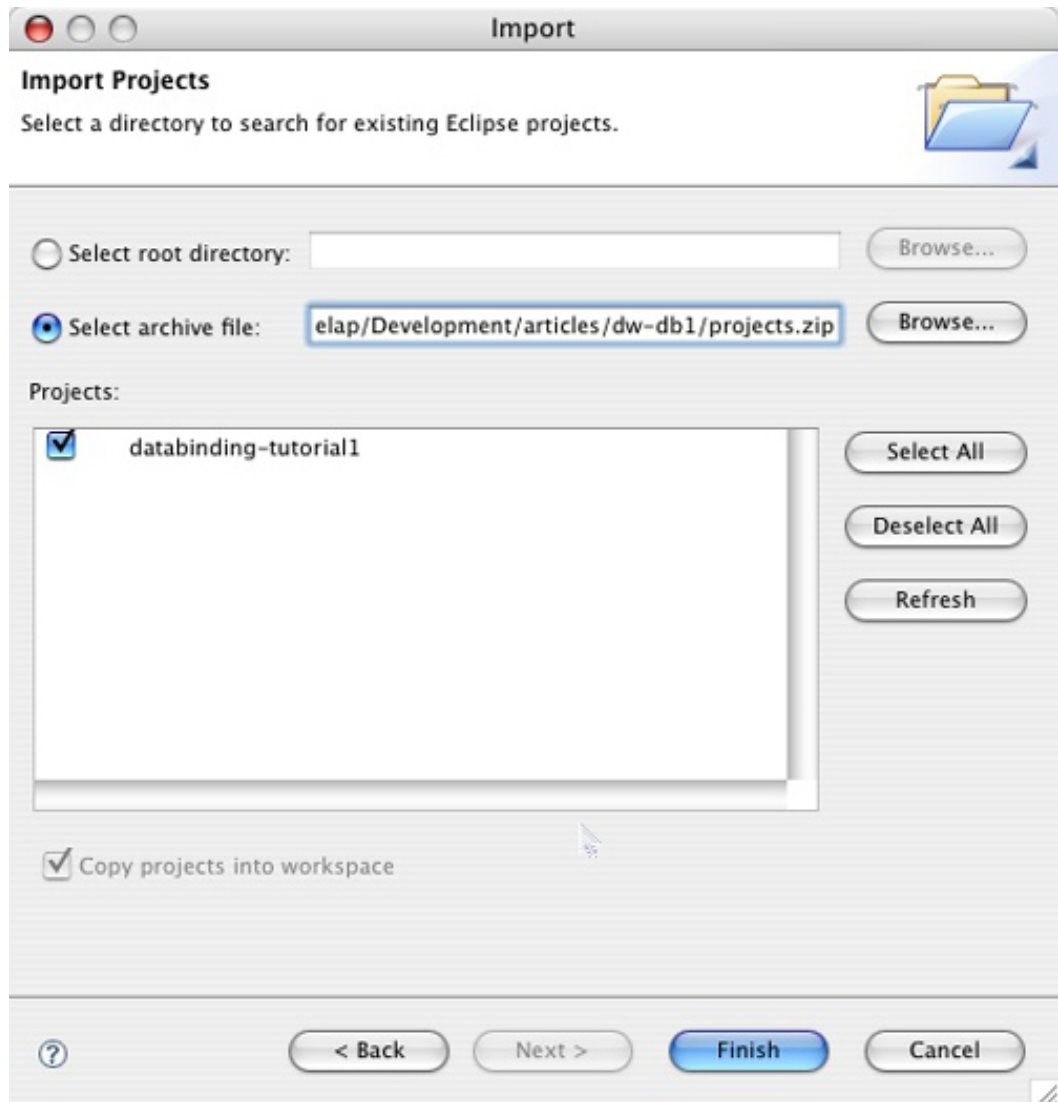 Import
Import Projects
Select a directory to search for existing Eclipse projects.
Select root directory:
Browse...
Select archive file:
elap/Development/articles/dw-db1/projects.zip
Browse...
Projects:
databinding-tutorial1
Select All
Deselect All
Refresh
Copy projects into workspace
?
< Back
Next >
Finish
Cancel